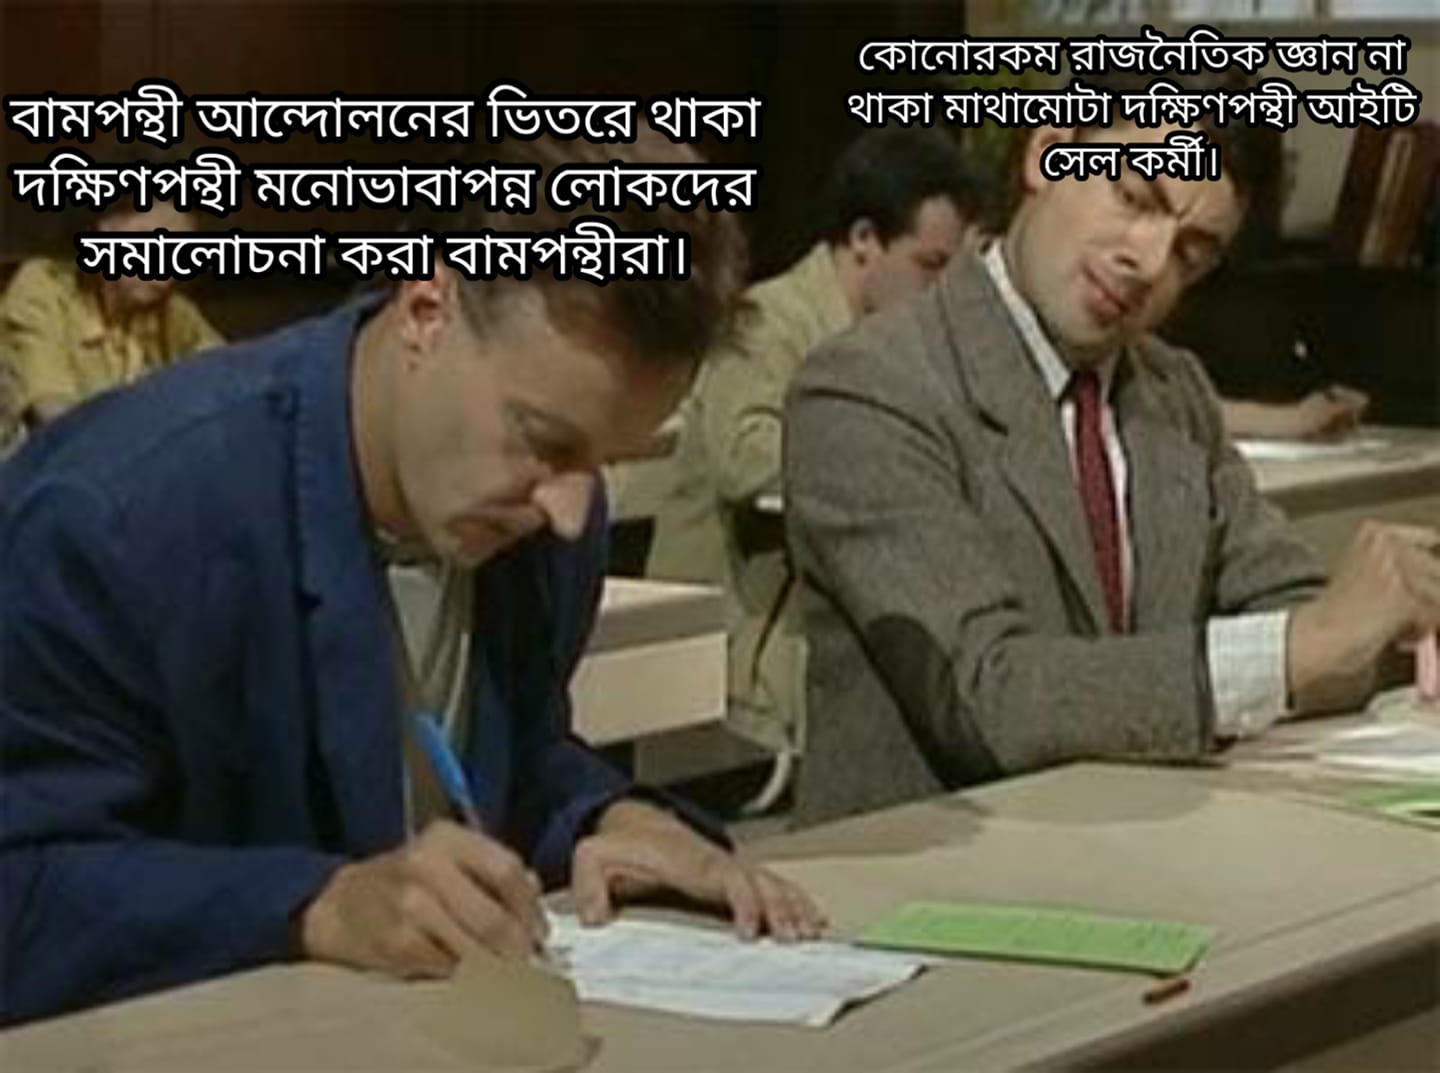 বামপন্থী আন্দোলনের ভিতরে থাকা
দক্ষিণপন্থী মনোভাবাপন্ন লোকদের
সমালোচনা করা বামপন্থীরা।
কোনোরকম রাজনৈতিক জ্ঞান না
থাকা মাথামোটা দক্ষিণপন্থী আইটি
সেল কর্মী।